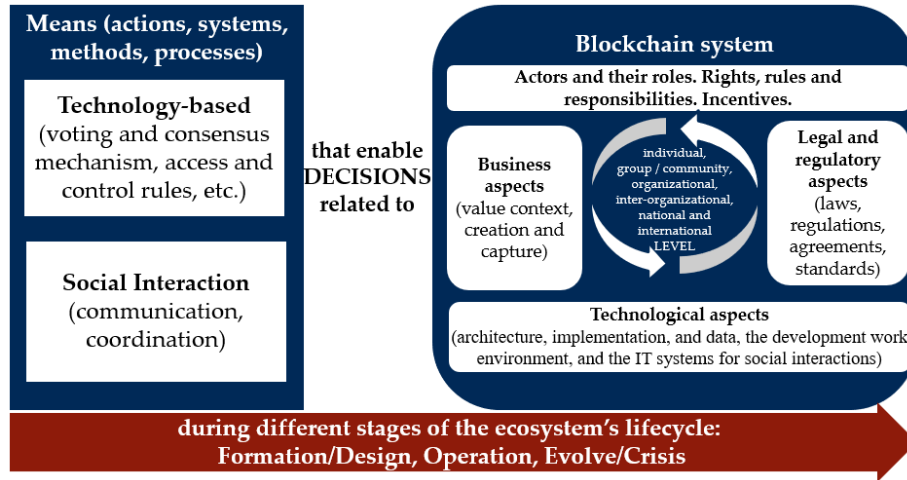 Means (actions, systems,
methods, processes)
Technology-based
(voting and consensus
mechanism, access and
control rules, etc.)
Social Interaction
(communication,
coordination)
that enable
DECISIONS
related to
Blockchain system
Actors and their roles. Rights, rules and
responsibilities. Incentives.
Business
aspects
(value context,
creation and
capture)
individual,
group / community,
organizational,
inter-organizational,
national and
international
LEVEL
Legal and
regulatory
aspects
(laws,
regulations,
agreements,
standards)
Technological aspects
(architecture, implementation, and data, the development work
environment, and the IT systems for social interactions)
during different stages of the ecosystem’s lifecycle:
Formation/Design, Operation, Evolve/Crisis